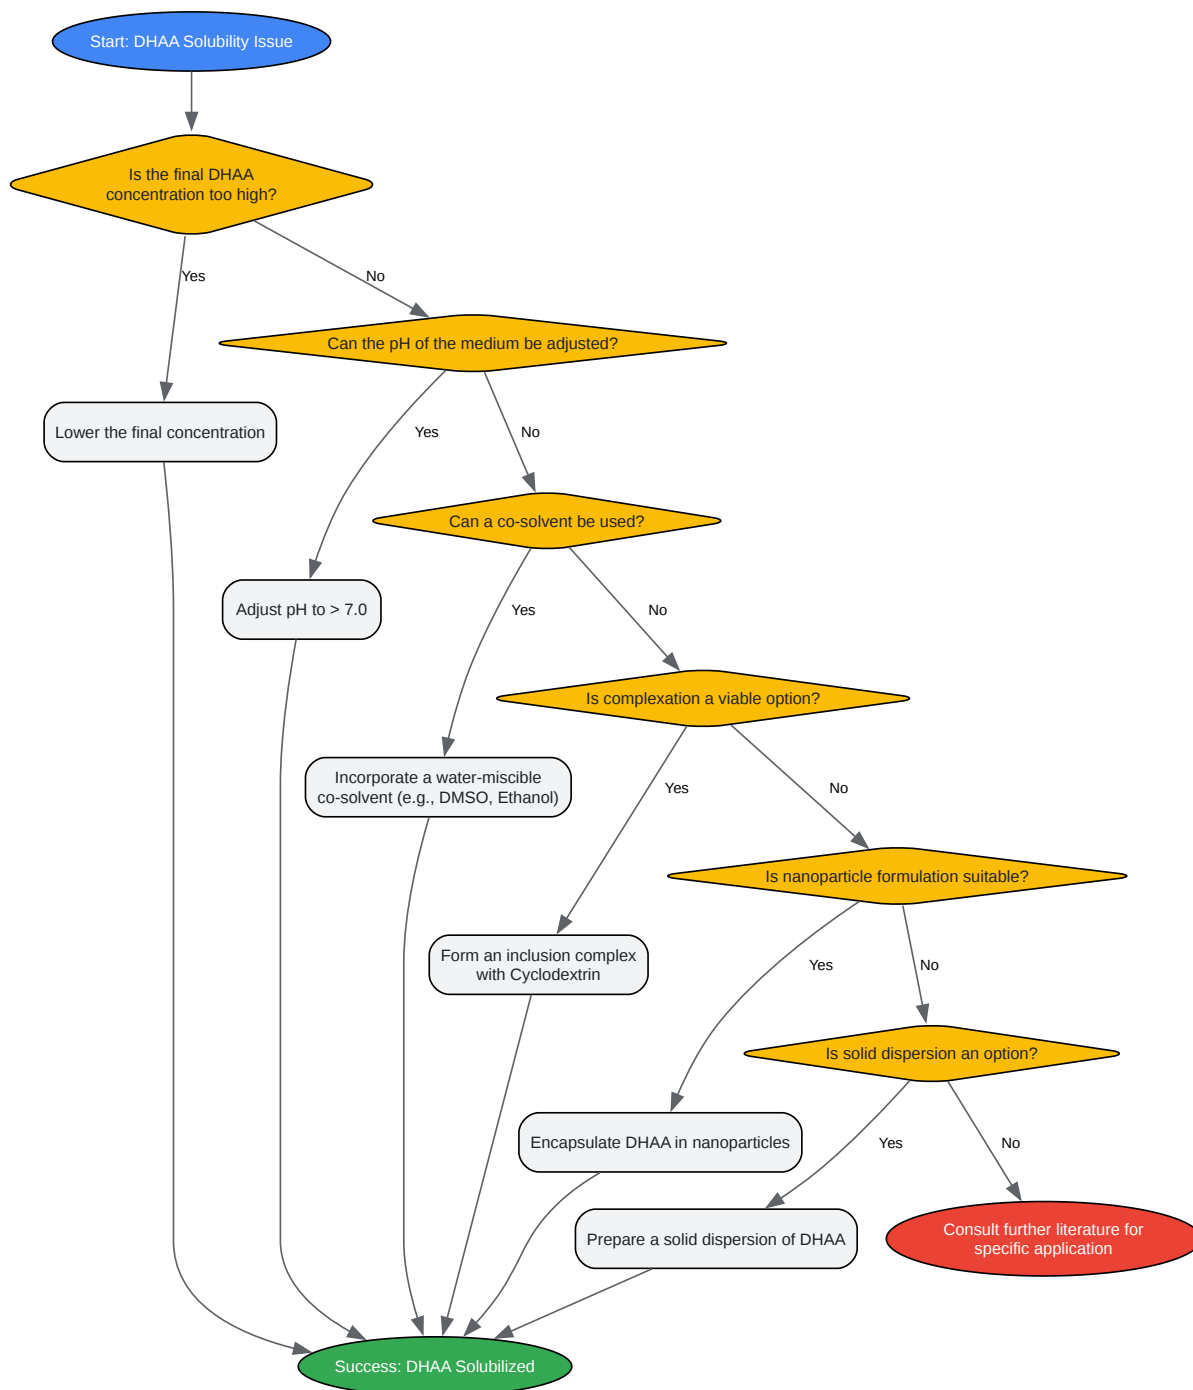 Start: DHAA Solubility Issue
Is the final DHAA
concentration too high?
Yes
No
Can the pH of the medium be adjusted?
Lower the final concentration
Yes
No
Can a co-solvent be used?
Adjust pH to > 7.0
Yes
No
Is complexation a viable option?
Incorporate a water-miscible
co-solvent (e.g., DMSO, Ethanol)
Yes
No
Is nanoparticle formulation suitable?
Form an inclusion complex
with Cyclodextrin
Yes
No
Is solid dispersion an option?
Encapsulate DHAA in nanoparticles
Yes
No
Prepare a solid dispersion of DHAA
Consult further literature for
specific application
Success: DHAA Solubilized